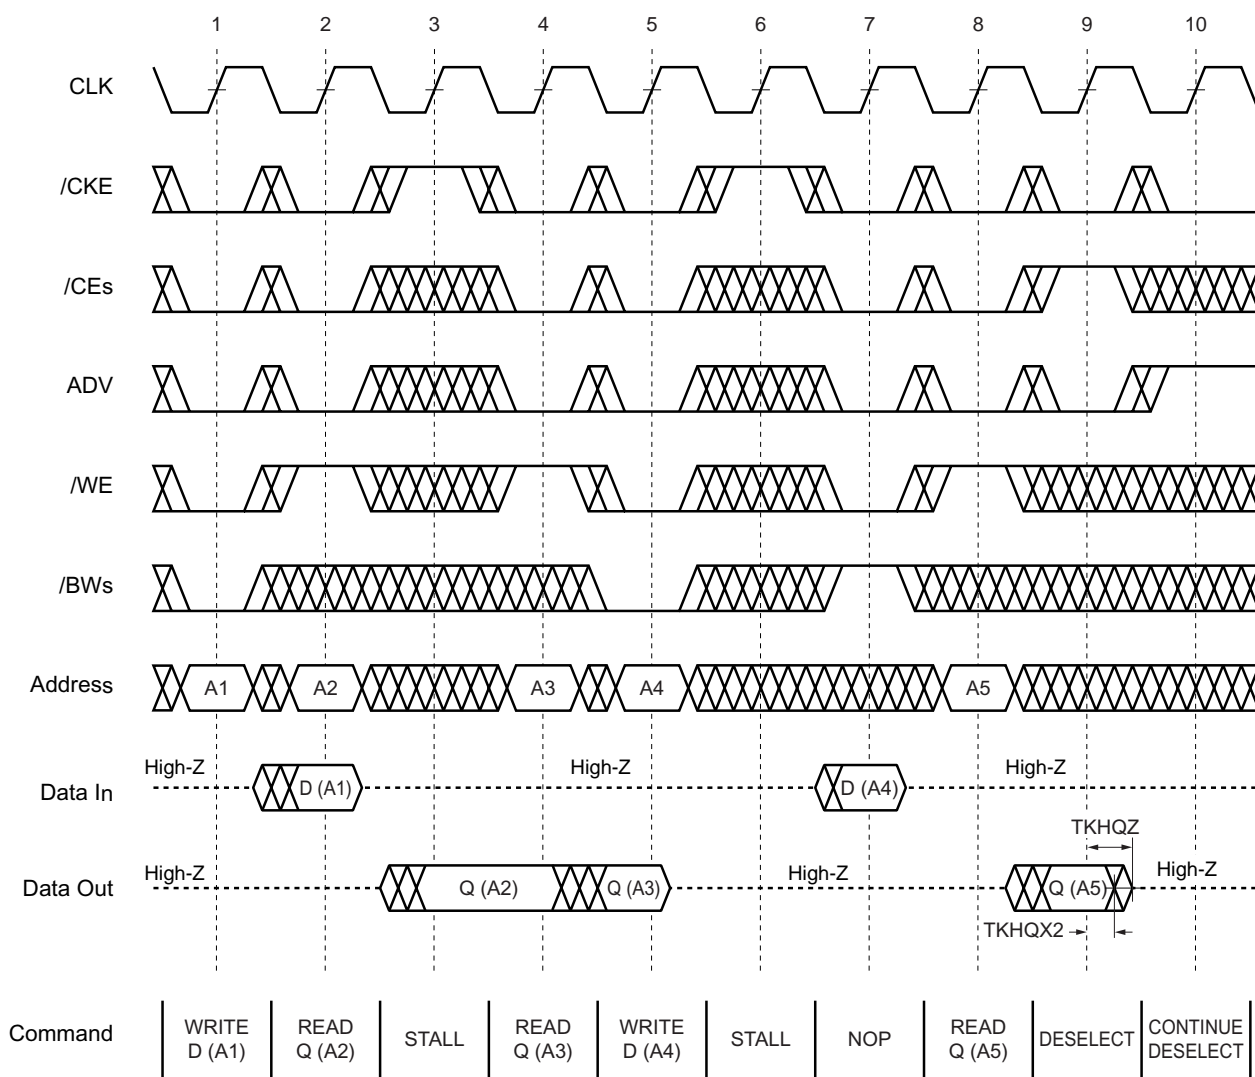 1 2 3 4 5 6 7 8 9 10
CLK
/CKE
/CEs
ADV
/WE
/BWs
Address A1 A2 A3 A4 A5
High-Z High-Z High-Z
Data In D (A1) D (A4)
TKHQZ
High-Z High-Z High-Z
Data Out Q (A2) Q (A3) Q (A5)
TKHQX2
Command
WRITE
D (A1)
READ
Q (A2)
STALL
READ
Q (A3)
WRITE
D (A4)
STALL
NOP
READ
Q (A5)
DESELECT
CONTINUE
DESELECT